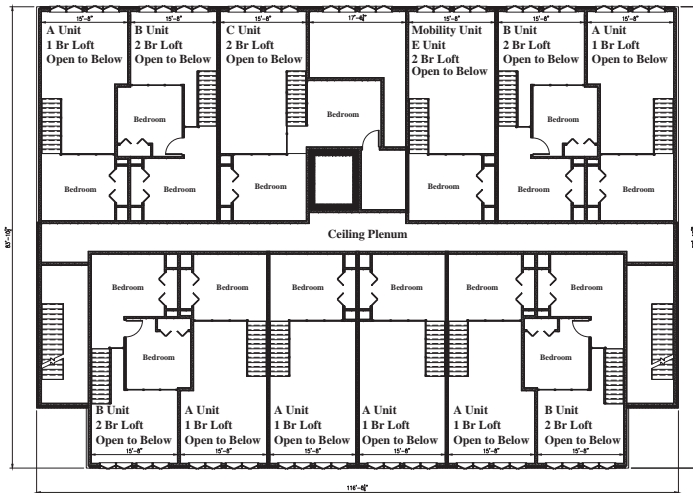 15'-8" 15'-8" 15'-8" 17'-6¾" 15'-8" 15'-8" 15'-8"
A Unit
1 Br Loft
Open to Below
B Unit
2 Br Loft
Open to Below
C Unit
2 Br Loft
Open to Below
Mobility Unit
E Unit
2 Br Loft
Open to Below
B Unit
2 Br Loft
Open to Below
A Unit
1 Br Loft
Open to Below
Bedroom Bedroom Bedroom
Bedroom Bedroom Bedroom Bedroom Bedroom Bedroom
Ceiling Plenum
Bedroom Bedroom Bedroom Bedroom Bedroom Bedroom
Bedroom Bedroom
B Unit
2 Br Loft
Open to Below
A Unit
1 Br Loft
Open to Below
A Unit
1 Br Loft
Open to Below
A Unit
1 Br Loft
Open to Below
A Unit
1 Br Loft
Open to Below
B Unit
2 Br Loft
Open to Below
15'-8" 15'-8" 15'-8" 15'-8" 15'-8" 15'-8"